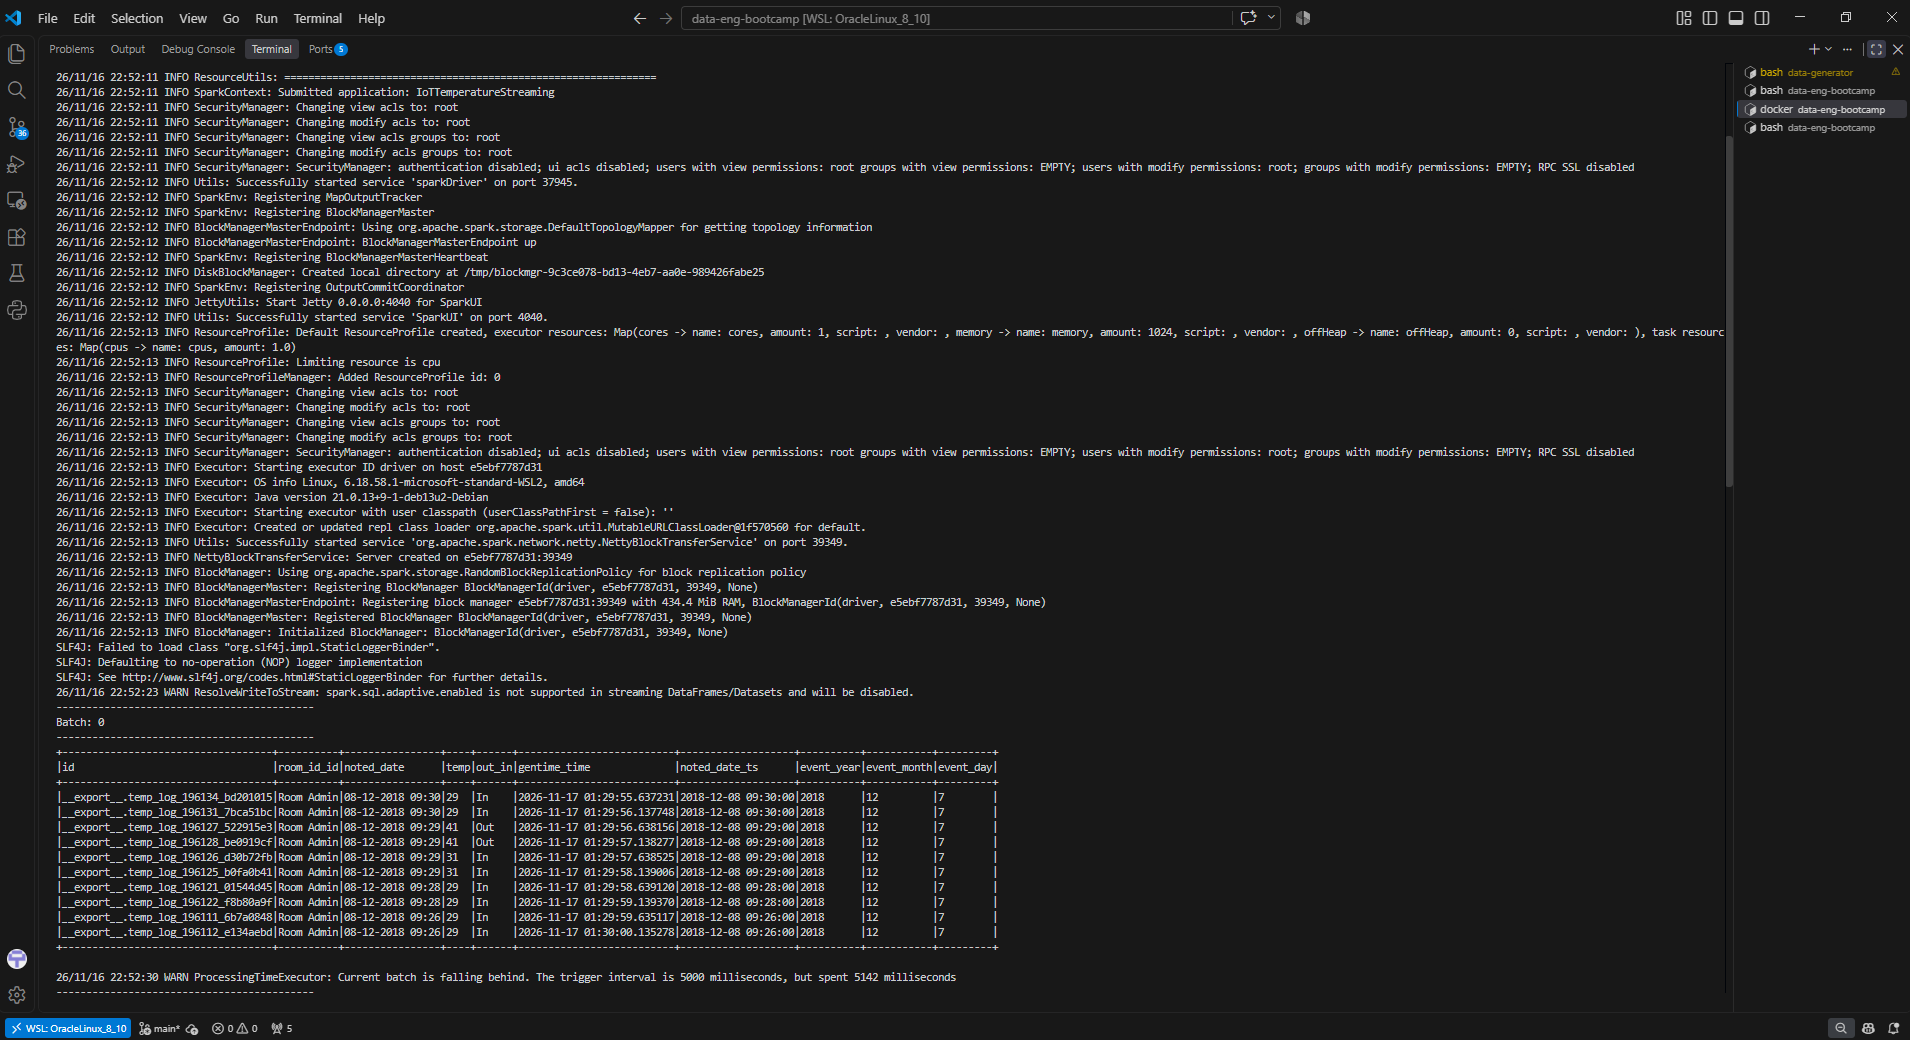 File Edit Selection View Go Run Terminal Help
data-eng-bootcamp [WSL: OracleLinux_8_10]
Problems Output Debug Console Terminal Ports 5
26/11/16 22:52:11 INFO ResourceUtils: ==============================================================
26/11/16 22:52:11 INFO SparkContext: Submitted application: IoTTemperatureStreaming
26/11/16 22:52:11 INFO SecurityManager: Changing view acls to: root
26/11/16 22:52:11 INFO SecurityManager: Changing modify acls to: root
26/11/16 22:52:11 INFO SecurityManager: Changing view acls groups to: root
26/11/16 22:52:11 INFO SecurityManager: Changing modify acls groups to: root
26/11/16 22:52:11 INFO SecurityManager: SecurityManager: authentication disabled; ui acls disabled; users with view permissions: root groups with view permissions: EMPTY; users with modify permissions: root; groups with modify permissions: EMPTY; RPC SSL disabled
26/11/16 22:52:12 INFO Utils: Successfully started service 'sparkDriver' on port 37945.
26/11/16 22:52:12 INFO SparkEnv: Registering MapOutputTracker
26/11/16 22:52:12 INFO SparkEnv: Registering BlockManagerMaster
26/11/16 22:52:12 INFO BlockManagerMasterEndpoint: Using org.apache.spark.storage.DefaultTopologyMapper for getting topology information
26/11/16 22:52:12 INFO BlockManagerMasterEndpoint: BlockManagerMasterEndpoint up
26/11/16 22:52:12 INFO SparkEnv: Registering BlockManagerMasterHeartbeat
26/11/16 22:52:12 INFO DiskBlockManager: Created local directory at /tmp/blockmgr-9c3ce078-bd13-4eb7-aa0e-989426fabe25
26/11/16 22:52:12 INFO SparkEnv: Registering OutputCommitCoordinator
26/11/16 22:52:12 INFO JettyUtils: Start Jetty 0.0.0.0:4040 for SparkUI
26/11/16 22:52:12 INFO Utils: Successfully started service 'SparkUI' on port 4040.
26/11/16 22:52:13 INFO ResourceProfile: Default ResourceProfile created, executor resources: Map(cores -> name: cores, amount: 1, script: , vendor: , memory -> name: memory, amount: 1024, script: , vendor: , offHeap -> name: offHeap, amount: 0, script: , vendor: ), task resourc
es: Map(cpus -> name: cpus, amount: 1.0)
26/11/16 22:52:13 INFO ResourceProfile: Limiting resource is cpu
26/11/16 22:52:13 INFO ResourceProfileManager: Added ResourceProfile id: 0
26/11/16 22:52:13 INFO SecurityManager: Changing view acls to: root
26/11/16 22:52:13 INFO SecurityManager: Changing modify acls to: root
26/11/16 22:52:13 INFO SecurityManager: Changing view acls groups to: root
26/11/16 22:52:13 INFO SecurityManager: Changing modify acls groups to: root
26/11/16 22:52:13 INFO SecurityManager: SecurityManager: authentication disabled; ui acls disabled; users with view permissions: root groups with view permissions: EMPTY; users with modify permissions: root; groups with modify permissions: EMPTY; RPC SSL disabled
26/11/16 22:52:13 INFO Executor: Starting executor ID driver on host e5ebf7787d31
26/11/16 22:52:13 INFO Executor: OS info Linux, 6.18.58.1-microsoft-standard-WSL2, amd64
26/11/16 22:52:13 INFO Executor: Java version 21.0.13+9-1-deb13u2-Debian
26/11/16 22:52:13 INFO Executor: Starting executor with user classpath (userClassPathFirst = false): ''
26/11/16 22:52:13 INFO Executor: Created or updated repl class loader org.apache.spark.util.MutableURLClassLoader@1f570560 for default.
26/11/16 22:52:13 INFO Utils: Successfully started service 'org.apache.spark.network.netty.NettyBlockTransferService' on port 39349.
26/11/16 22:52:13 INFO NettyBlockTransferService: Server created on e5ebf7787d31:39349
26/11/16 22:52:13 INFO BlockManager: Using org.apache.spark.storage.RandomBlockReplicationPolicy for block replication policy
26/11/16 22:52:13 INFO BlockManagerMaster: Registering BlockManager BlockManagerId(driver, e5ebf7787d31, 39349, None)
26/11/16 22:52:13 INFO BlockManagerMasterEndpoint: Registering block manager e5ebf7787d31:39349 with 434.4 MiB RAM, BlockManagerId(driver, e5ebf7787d31, 39349, None)
26/11/16 22:52:13 INFO BlockManagerMaster: Registered BlockManager BlockManagerId(driver, e5ebf7787d31, 39349, None)
26/11/16 22:52:13 INFO BlockManager: Initialized BlockManager: BlockManagerId(driver, e5ebf7787d31, 39349, None)
SLF4J: Failed to load class "org.slf4j.impl.StaticLoggerBinder".
SLF4J: Defaulting to no-operation (NOP) logger implementation
SLF4J: See http://www.slf4j.org/codes.html#StaticLoggerBinder for further details.
26/11/16 22:52:23 WARN ResolveWriteToStream: spark.sql.adaptive.enabled is not supported in streaming DataFrames/Datasets and will be disabled.
-------------------------------------------
Batch: 0
-------------------------------------------
+-----------------------------------+----------+----------------+----+------+--------------------------+-------------------+----------+-----------+---------+
|id |room_id_id|noted_date |temp|out_in|gentime_time |noted_date_ts |event_year|event_month|event_day|
+-----------------------------------+----------+----------------+----+------+--------------------------+-------------------+----------+-----------+---------+
|__export__.temp_log_196134_bd201015|Room Admin|08-12-2018 09:30|29 |In |2026-11-17 01:29:55.637231|2018-12-08 09:30:00|2018 |12 |7 |
|__export__.temp_log_196131_7bca51bc|Room Admin|08-12-2018 09:30|29 |In |2026-11-17 01:29:56.137748|2018-12-08 09:30:00|2018 |12 |7 |
|__export__.temp_log_196127_522915e3|Room Admin|08-12-2018 09:29|41 |Out |2026-11-17 01:29:56.638156|2018-12-08 09:29:00|2018 |12 |7 |
|__export__.temp_log_196128_be0919cf|Room Admin|08-12-2018 09:29|41 |Out |2026-11-17 01:29:57.138277|2018-12-08 09:29:00|2018 |12 |7 |
|__export__.temp_log_196126_d30b72fb|Room Admin|08-12-2018 09:29|31 |In |2026-11-17 01:29:57.638525|2018-12-08 09:29:00|2018 |12 |7 |
|__export__.temp_log_196125_b0fa0b41|Room Admin|08-12-2018 09:29|31 |In |2026-11-17 01:29:58.139006|2018-12-08 09:29:00|2018 |12 |7 |
|__export__.temp_log_196121_01544d45|Room Admin|08-12-2018 09:28|29 |In |2026-11-17 01:29:58.639120|2018-12-08 09:28:00|2018 |12 |7 |
|__export__.temp_log_196122_f8b80a9f|Room Admin|08-12-2018 09:28|29 |In |2026-11-17 01:29:59.139370|2018-12-08 09:28:00|2018 |12 |7 |
|__export__.temp_log_196111_6b7a0848|Room Admin|08-12-2018 09:26|29 |In |2026-11-17 01:29:59.635117|2018-12-08 09:26:00|2018 |12 |7 |
|__export__.temp_log_196112_e134aebd|Room Admin|08-12-2018 09:26|29 |In |2026-11-17 01:30:00.135278|2018-12-08 09:26:00|2018 |12 |7 |
+-----------------------------------+----------+----------------+----+------+--------------------------+-------------------+----------+-----------+---------+
26/11/16 22:52:30 WARN ProcessingTimeExecutor: Current batch is falling behind. The trigger interval is 5000 milliseconds, but spent 5142 milliseconds
-------------------------------------------
bash data-generator
bash data-eng-bootcamp
docker data-eng-bootcamp
bash data-eng-bootcamp
36
WSL: OracleLinux_8_10 main* 0 0 5